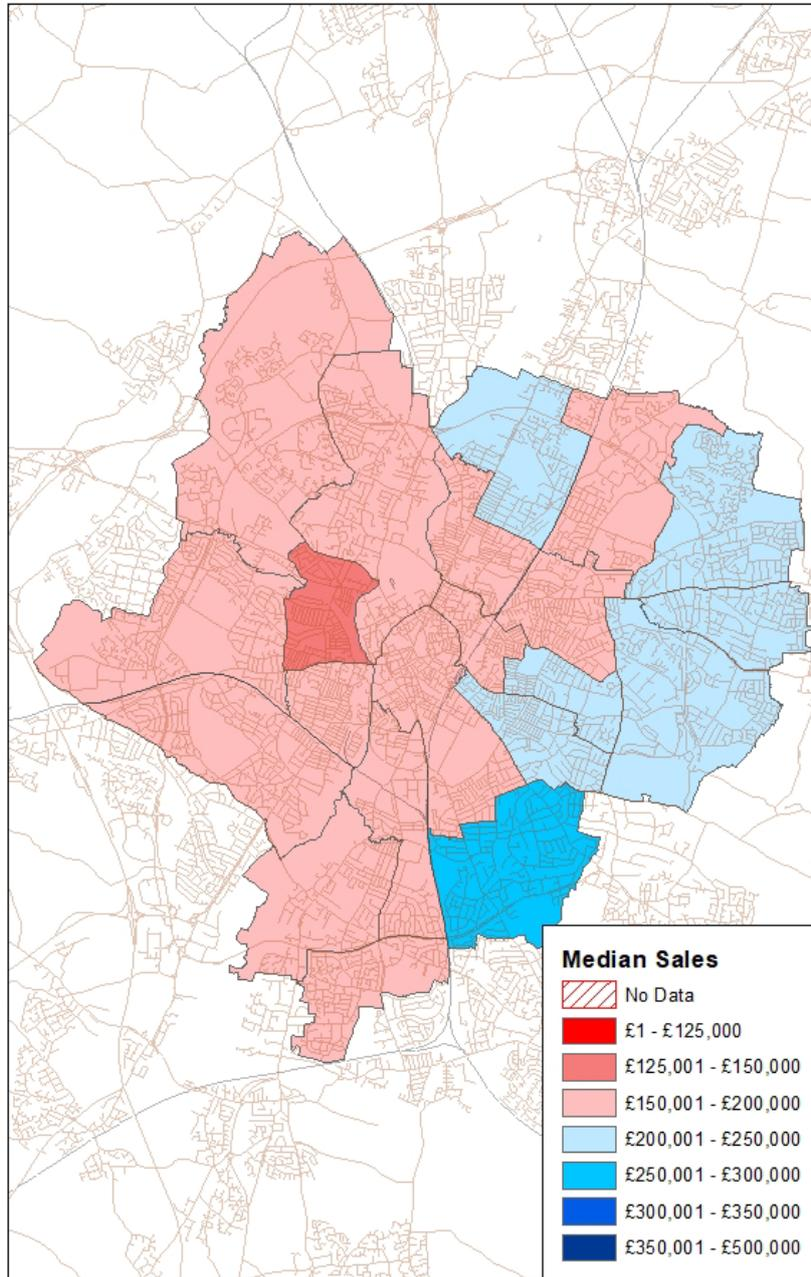 Median Sales
No Data
£1 - £125,000
£125,001 - £150,000
£150,001 - £200,000
£200,001 - £250,000
£250,001 - £300,000
£300,001 - £350,000
£350,001 - £500,000